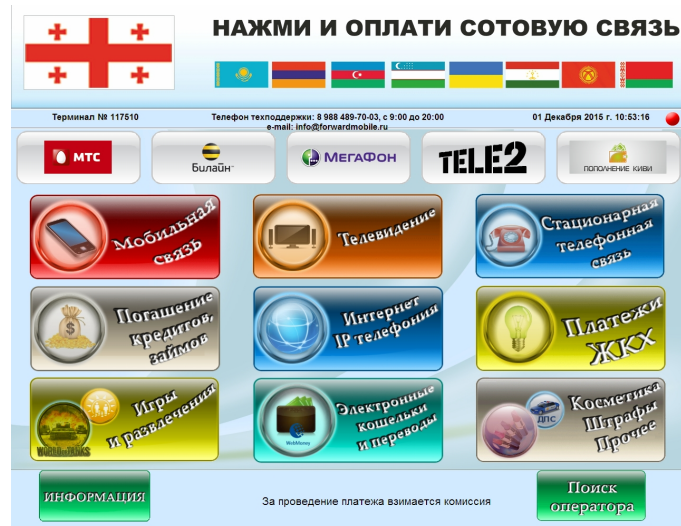 НАЖМИ И ОПЛАТИ СОТОВУЮ СВЯЗЬ
Терминал № 117510
Телефон техподдержки: 8 988 489-70-03, с 9:00 до 20:00
e-mail: info@forwardmobile.ru
01 Декабря 2015 г. 10:53:16
МТС
Билайн
МЕГАФОН
TELE2
ПОПОЛНЕНИЕ КИВИ
Мобильная
связь
Телевидение
Стационарная
телефонная
связь
Погашение
кредитов,
займов
Интернет
IP телефония
Платежи
ЖКХ
WORLD OF TANKS
Игры
и развлечения
WebMoney
Электронные
кошельки
и переводы
ДПС
Косметика
Штрафы
Прочее
ИНФОРМАЦИЯ
За проведение платежа взимается комиссия
Поиск
оператора